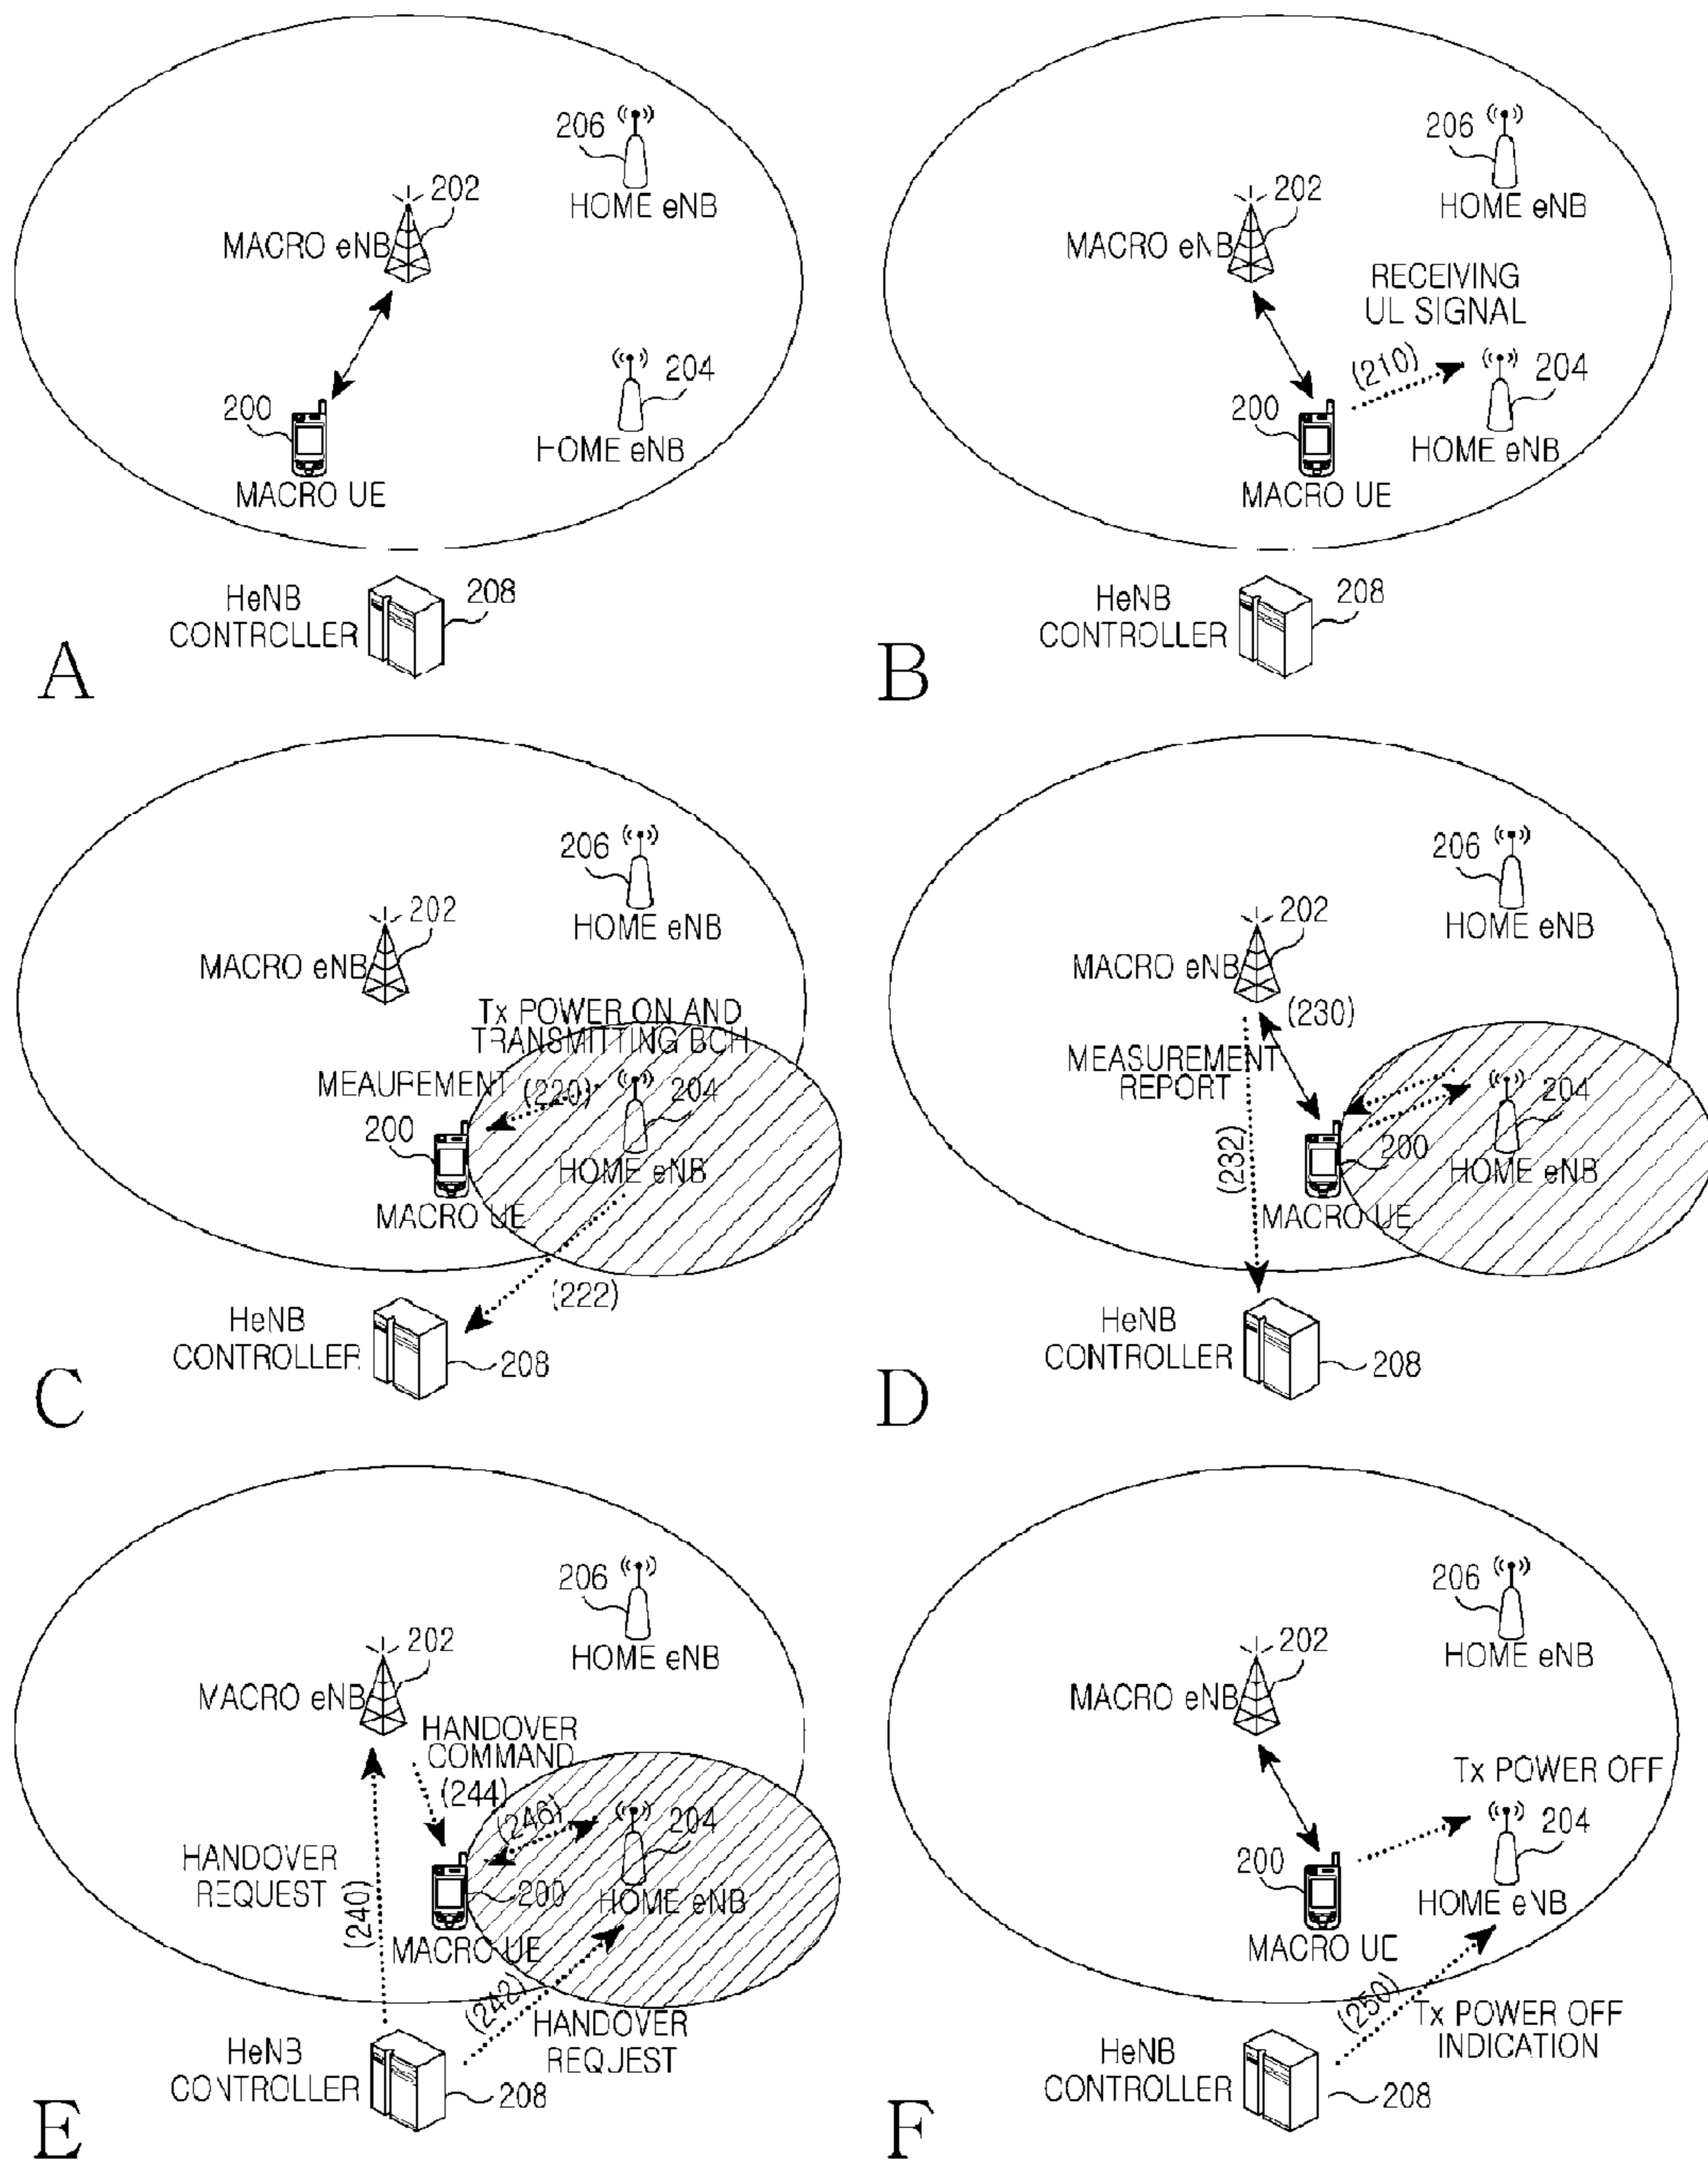 206
202
HOME eNB
MACRO eNB
204
200
HOME eNB
MACRO UE
HeNB
CONTROLLER
208
A
206
202
HOME eNB
MACRO eNB
RECEIVING
UL SIGNAL
(210)
204
200
HOME eNB
MACRO UE
HeNB
CONTROLLER
208
B
206
202
HOME eNB
MACRO eNB
Tx POWER ON AND
TRANSMITTING BCH
MEAUREMENT
(220)
204
200
HOME eNB
MACRO UE
(222)
HeNB
CONTROLLER
208
C
206
202
HOME eNB
MACRO eNB
(230)
MEASUREMENT
REPORT
204
200
(232)
HOME eNB
MACRO UE
HeNB
CONTROLLER
208
D
206
202
HOME eNB
MACRO eNB
HANDOVER
COMMAND
(244)
(246)
204
HANDOVER
REQUEST
(240)
200
HOME eNB
MACRO UE
(242)
HANDOVER
REQUEST
HeNB
CONTROLLER
208
E
206
202
HOME eNB
MACRO eNB
Tx POWER OFF
204
200
HOME eNB
MACRO UE
(250)
Tx POWER OFF
INDICATION
HeNB
CONTROLLER
208
F